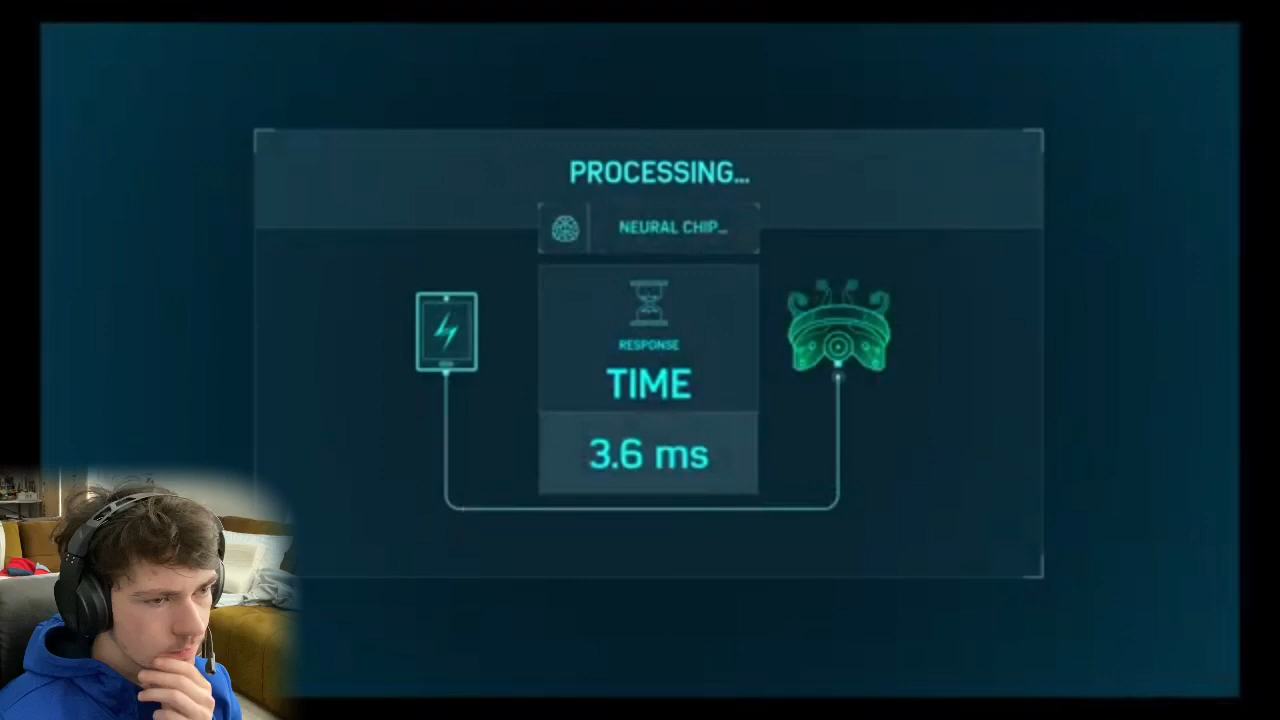 PROCESSING...
NEURAL CHIP...
RESPONSE
TIME
3.6 ms